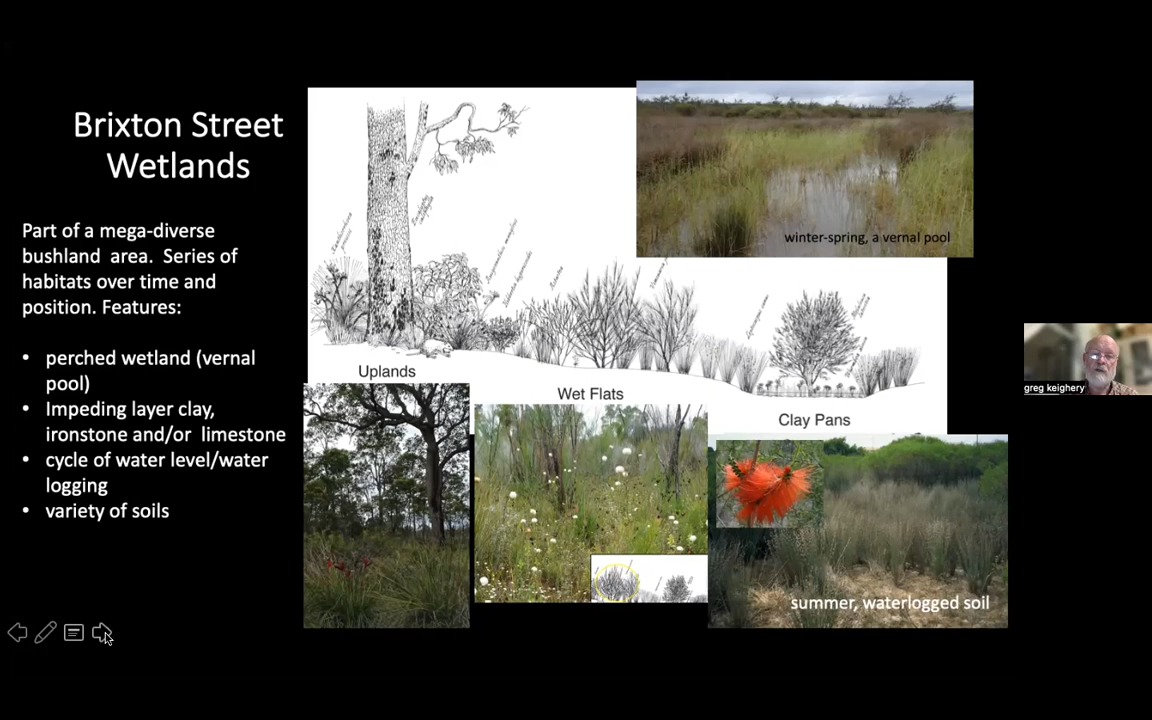 Brixton Street
Wetlands
Part of a mega-diverse
bushland area. Series of
habitats over time and
position. Features:
• perched wetland (vernal
pool)
• Impeding layer clay,
ironstone and/or limestone
• cycle of water level/water
logging
• variety of soils
winter-spring, a vernal pool
Uplands
Wet Flats
Clay Pans
summer, waterlogged soil
greg keighery